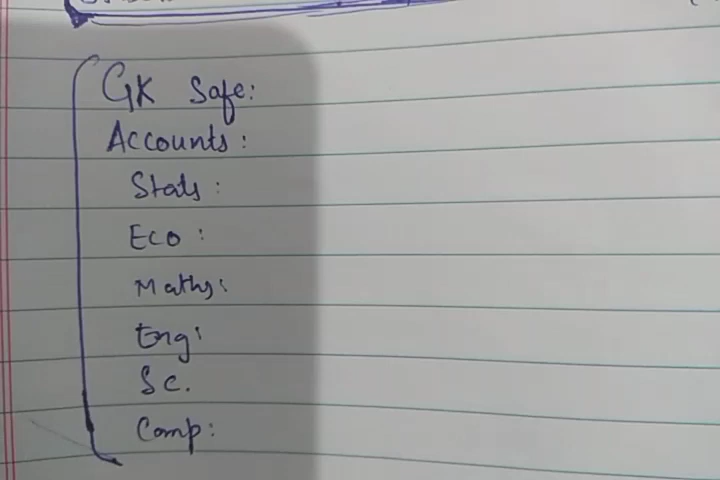 GK Safe:
Accounts:
Stats:
Eco:
Maths:
Eng:
Sc.
Comp: